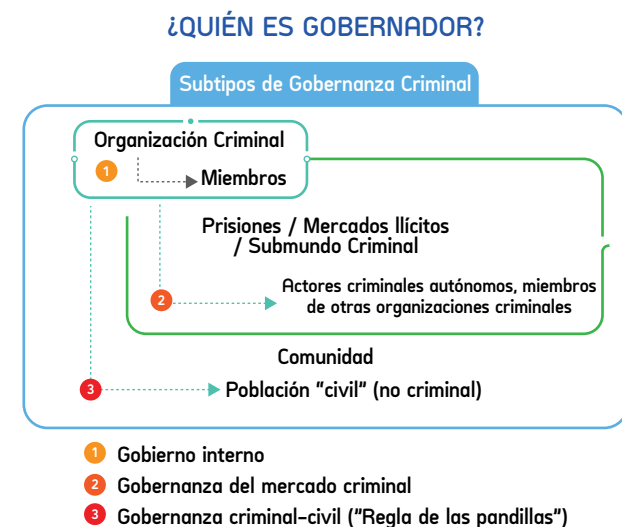 ¿QUIÉN ES GOBERNADOR?
Subtipos de Gobernanza Criminal
Organización Criminal
1
Miembros
Prisiones / Mercados Ilícitos
/ Submundo Criminal
2
Actores criminales autónomos, miembros
de otras organizaciones criminales
Comunidad
3
Población "civil" (no criminal)
1 Gobierno interno
2 Gobernanza del mercado criminal
3 Gobernanza criminal-civil ("Regla de las pandillas")